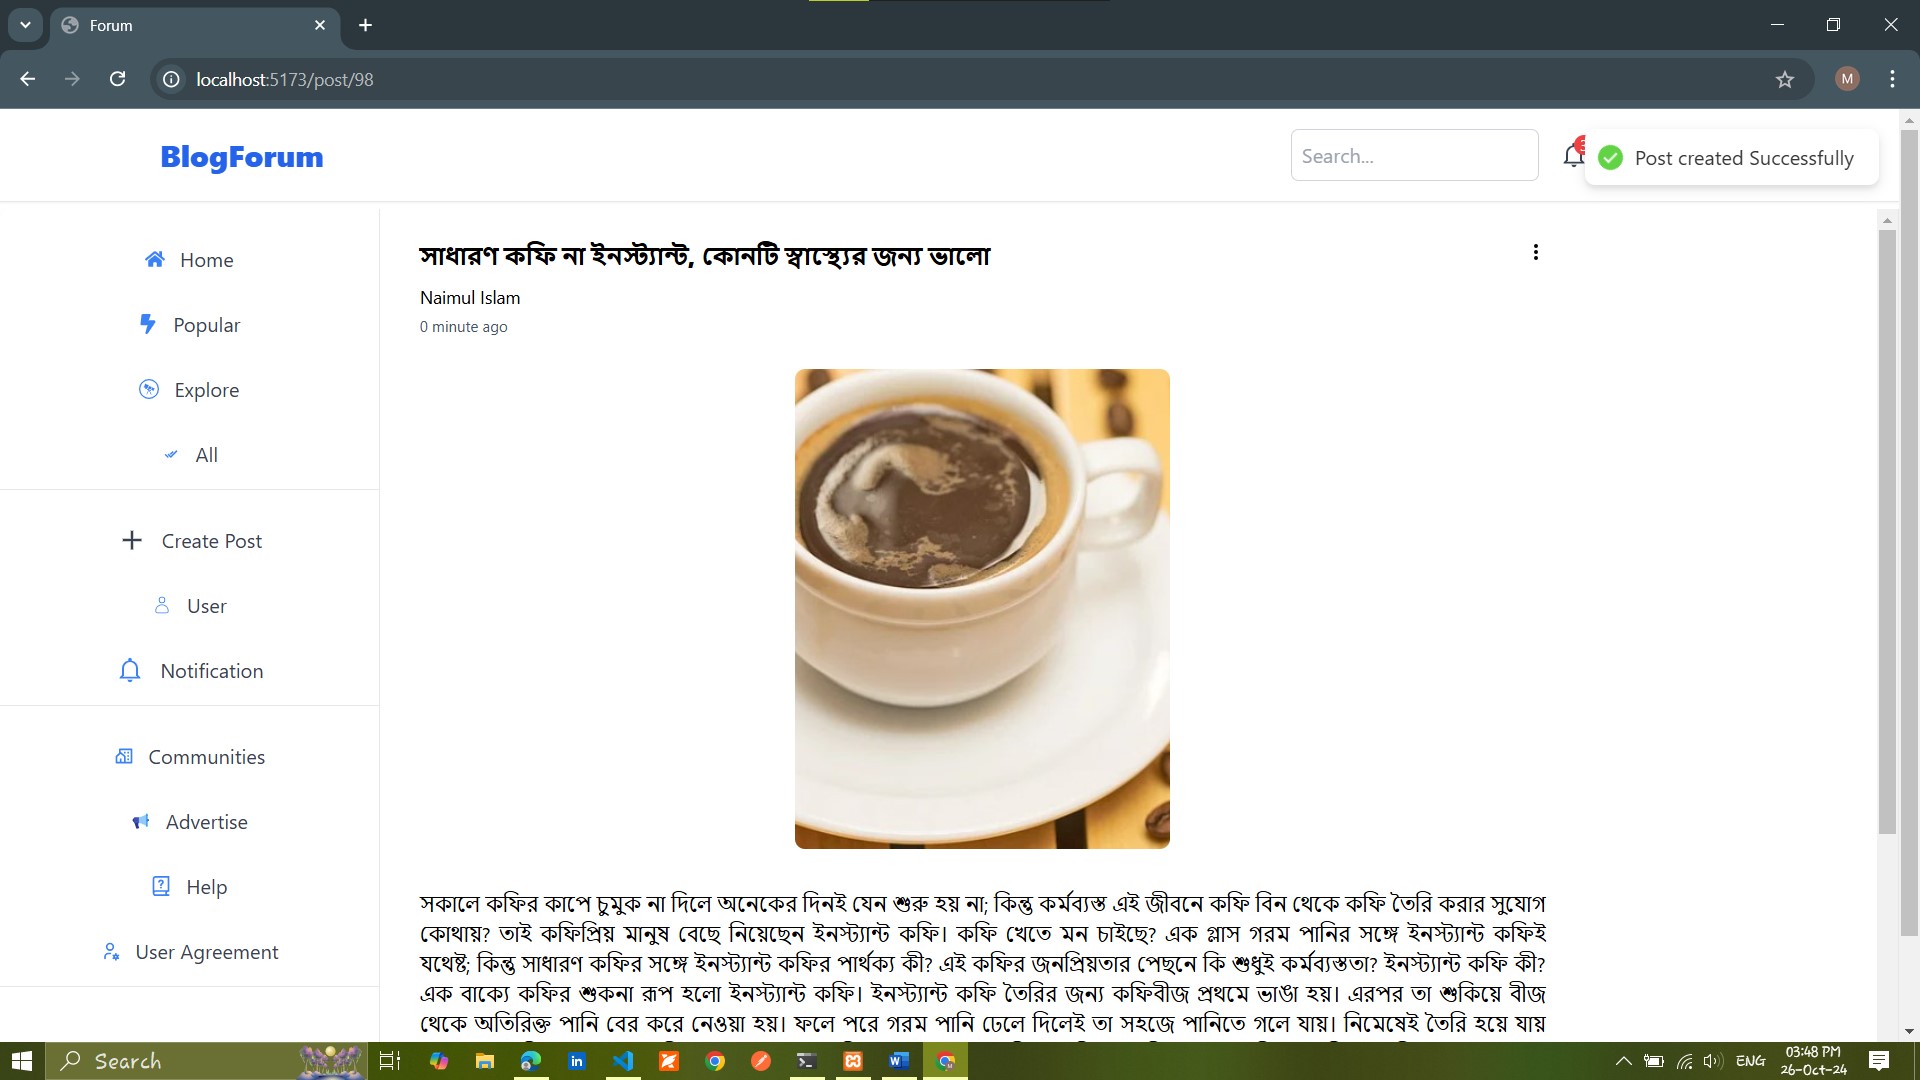 Forum
localhost:5173/post/98
BlogForum
Search...
Post created Successfully
Home
Popular
Explore
All
Create Post
User
Notification
Communities
Advertise
Help
User Agreement
সাধারণ কফি না ইনস্ট্যান্ট, কোনটি স্বাস্থ্যের জন্য ভালো
Naimul Islam
0 minute ago
সকালে কফির কাপে চুমুক না দিলে অনেকের দিনই যেন শুরু হয় না; কিন্তু কর্মব্যস্ত এই জীবনে কফি বিন থেকে কফি তৈরি করার সুযোগ
কোথায়? তাই কফিপ্রিয় মানুষ বেছে নিয়েছেন ইনস্ট্যান্ট কফি। কফি খেতে মন চাইছে? এক গ্লাস গরম পানির সঙ্গে ইনস্ট্যান্ট কফিই
যথেষ্ট; কিন্তু সাধারণ কফির সঙ্গে ইনস্ট্যান্ট কফির পার্থক্য কী? এই কফির জনপ্রিয়তার পেছনে কি শুধুই কর্মব্যস্ততা? ইনস্ট্যান্ট কফি কী?
এক বাক্যে কফির শুকনা রূপ হলো ইনস্ট্যান্ট কফি। ইনস্ট্যান্ট কফি তৈরির জন্য কফিবীজ প্রথমে ভাঙা হয়। এরপর তা শুকিয়ে বীজ
থেকে অতিরিক্ত পানি বের করে নেওয়া হয়। ফলে পরে গরম পানি ঢেলে দিলেই তা সহজে পানিতে গলে যায়। নিমেষেই তৈরি হয়ে যায়
Search
ENG
03:48 PM
26-Oct-24
M